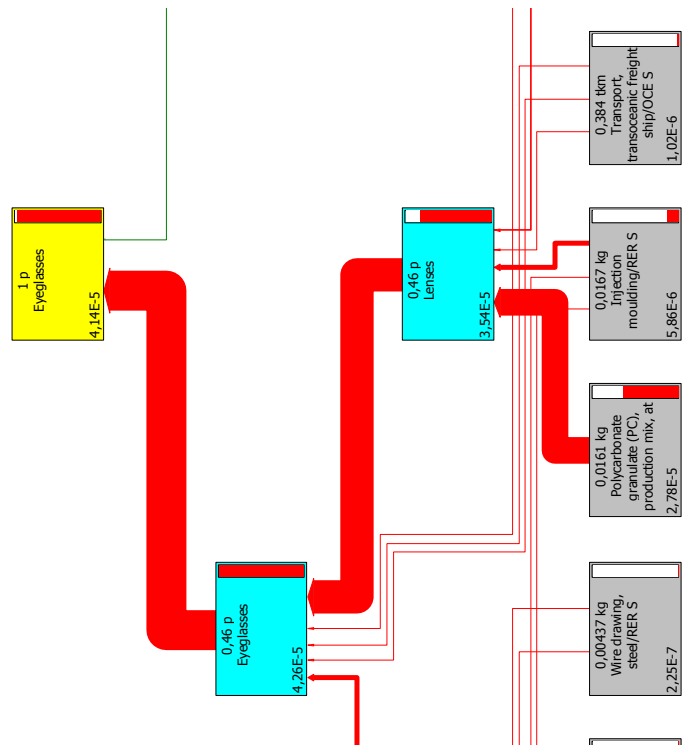 1 p
Eyeglasses
4,14E-5
0,46 p
Eyeglasses
4,26E-5
0,46 p
Lenses
3,54E-5
0,384 tkm
Transport,
transoceanic freight
ship/OCE S
1,02E-6
0,0167 kg
Injection
moulding/RER S
5,86E-6
0,0161 kg
Polycarbonate
granulate (PC),
production mix, at
2,78E-5
0,00437 kg
Wire drawing,
steel/RER S
2,25E-7